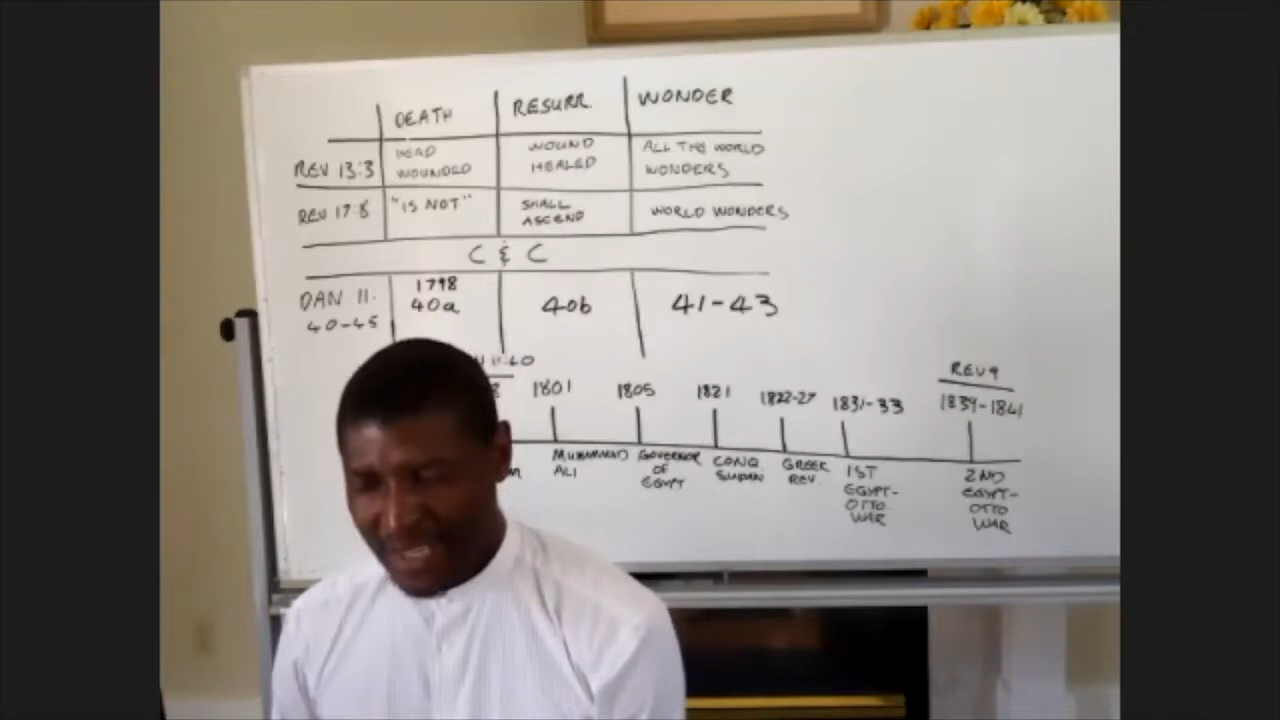 DEATH RESURR. WONDER
REV 13:3 HEAD WOUNDED WOUND HEALED ALL THE WORLD WONDERS
REV 17:8 "IS NOT" SHALL ASCEND WORLD WONDERS
C & C
DAN 11: 40-45 1798 40a 40b 41-43
11:40 REV 9
8 1801 1805 1821 1822-27 1831-33 1839-1841
MUHAMMAD ALI GOVERNOR OF EGYPT CONQ. SUDAN GREEK REV. 1ST EGYPT-OTTO WAR 2ND EGYPT-OTTO WAR